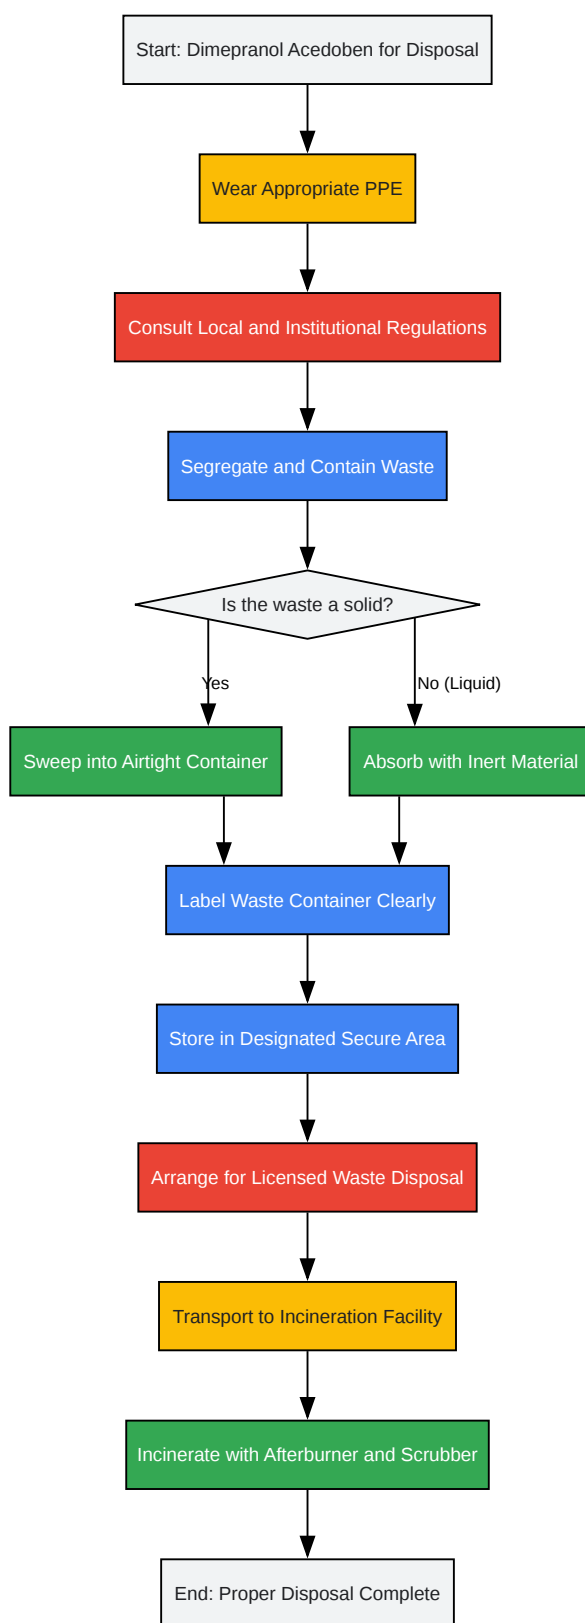 Start: Dimepranol Acedoben for Disposal
Wear Appropriate PPE
Consult Local and Institutional Regulations
Segregate and Contain Waste
Is the waste a solid?
Yes
No (Liquid)
Sweep into Airtight Container
Absorb with Inert Material
Label Waste Container Clearly
Store in Designated Secure Area
Arrange for Licensed Waste Disposal
Transport to Incineration Facility
Incinerate with Afterburner and Scrubber
End: Proper Disposal Complete